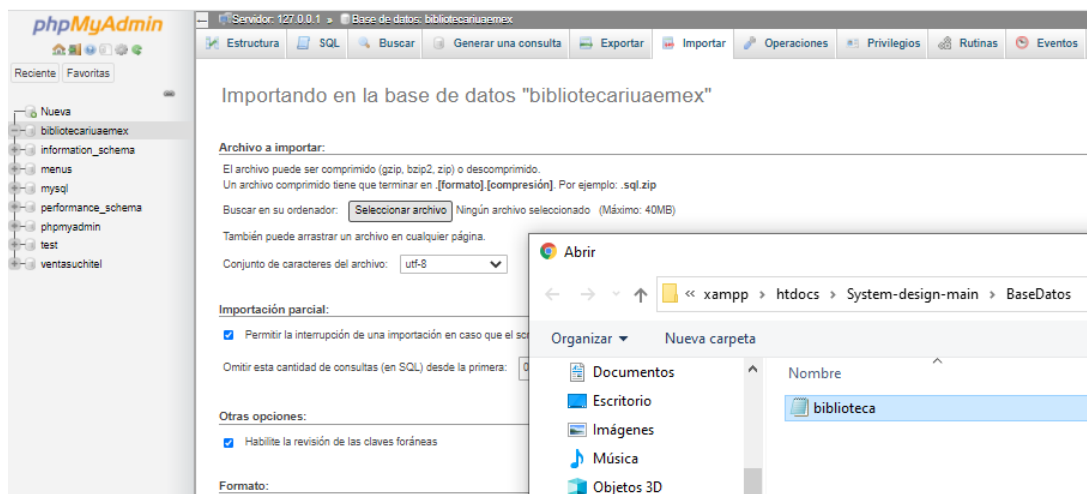 phpMyAdmin
Reciente Favoritas
Nueva
bibliotecariuaemex
information_schema
menus
mysql
performance_schema
phpmyadmin
test
ventasuchitel
Servidor: 127.0.0.1 » Base de datos: bibliotecariuaemex
Estructura SQL Buscar Generar una consulta Exportar Importar Operaciones Privilegios Rutinas Eventos
Importando en la base de datos "bibliotecariuaemex"
Archivo a importar:
El archivo puede ser comprimido (gzip, bzip2, zip) o descomprimido.
Un archivo comprimido tiene que terminar en .[formato].[compresión]. Por ejemplo: .sql.zip
Buscar en su ordenador: Seleccionar archivo Ningún archivo seleccionado (Máximo: 40MB)
También puede arrastrar un archivo en cualquier página.
Conjunto de caracteres del archivo: utf-8
Importación parcial:
Permitir la interrupción de una importación en caso que el
Omitir esta cantidad de consultas (en SQL) desde la primera: 0
Otras opciones:
Habilite la revisión de las claves foráneas
Formato:
Abrir
« xampp > htdocs > System-design-main > BaseDatos
Organizar Nueva carpeta
Documentos
Escritorio
Imágenes
Música
Objetos 3D
Nombre
biblioteca